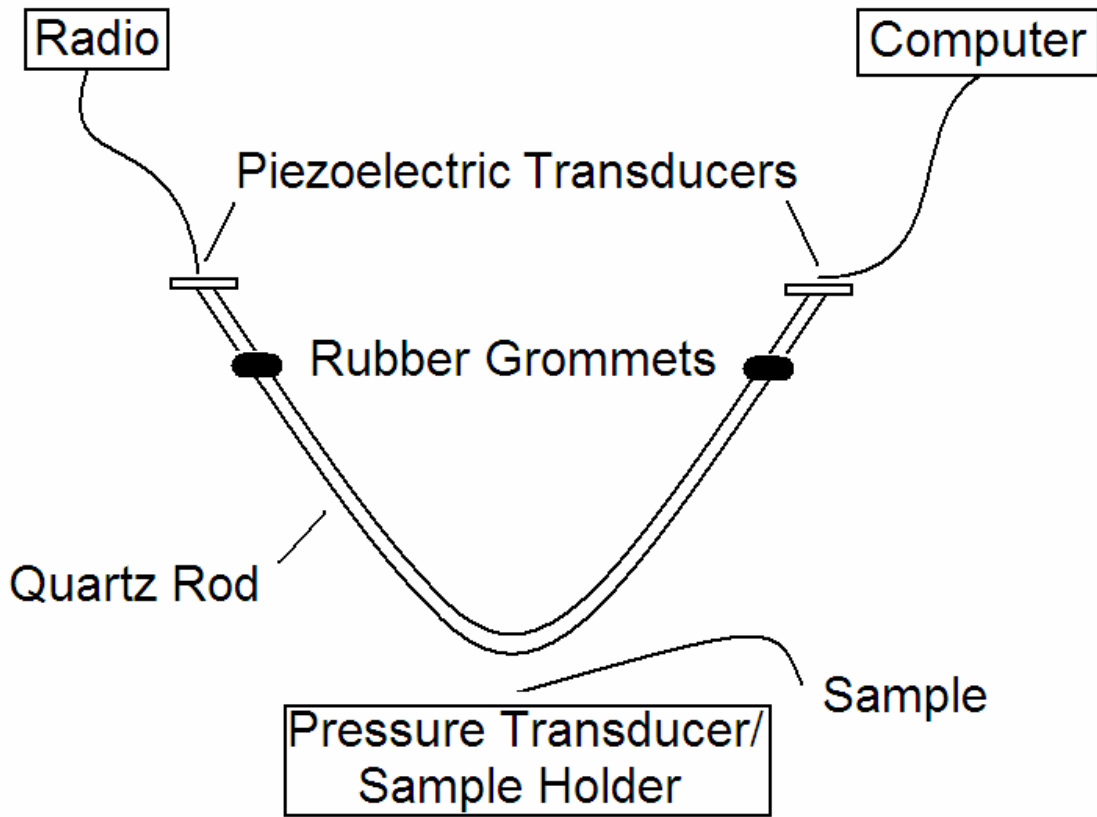 Radio
Computer
Piezoelectric Transducers
Rubber Grommets
Quartz Rod
Sample
Pressure Transducer/
Sample Holder